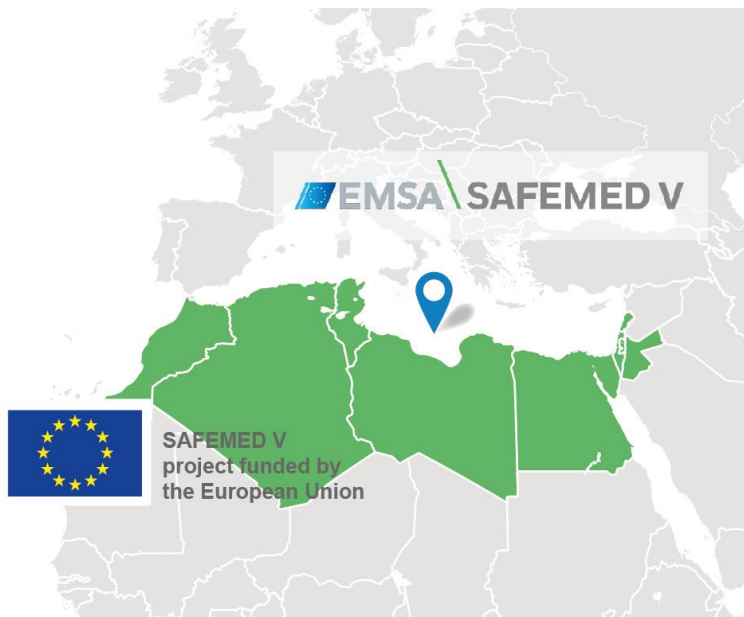 EMSA\SAFEMED V
SAFEMED V
project funded by
the European Union